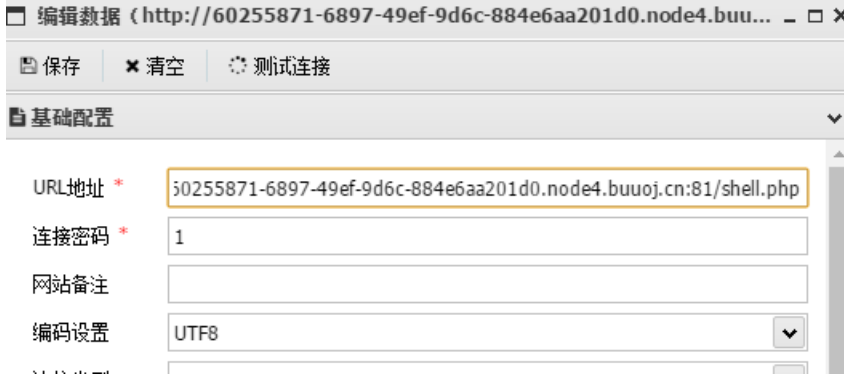 编辑数据 (http://60255871-6897-49ef-9d6c-884e6aa201d0.node4.buu...
保存 清空 测试连接
基础配置
URL地址 * 60255871-6897-49ef-9d6c-884e6aa201d0.node4.buuoj.cn:81/shell.php
连接密码 * 1
网站备注
编码设置 UTF8